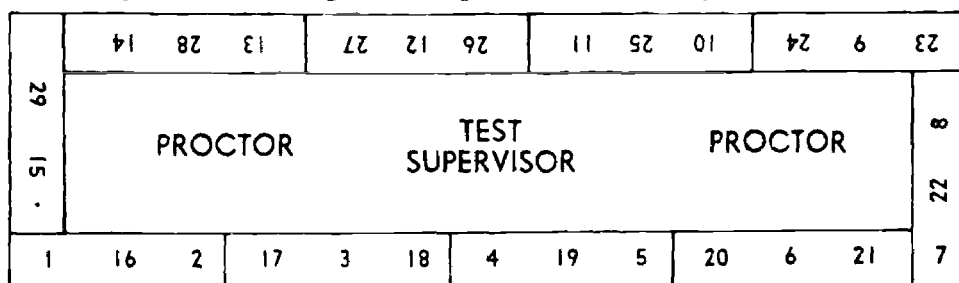 14 28 13 27 12 26 11 25 10 24 9 23
29 15
PROCTOR TEST SUPERVISOR PROCTOR
8 22
1 16 2 17 3 18 4 19 5 20 6 21 7